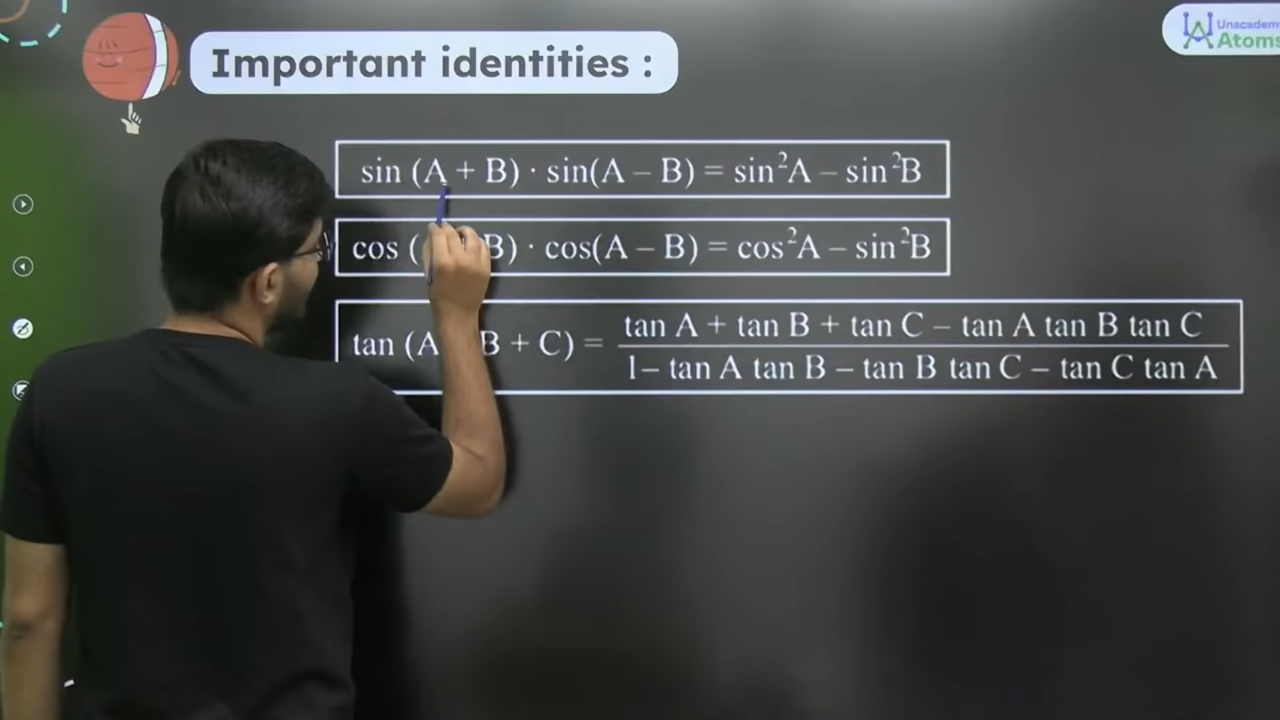 Important identities :
Unacademy
Atoms
sin (A + B) · sin(A – B) = sin²A – sin²B
cos ( B) · cos(A – B) = cos²A – sin²B
tan (A B + C) = tan A + tan B + tan C – tan A tan B tan C
1– tan A tan B – tan B tan C – tan C tan A